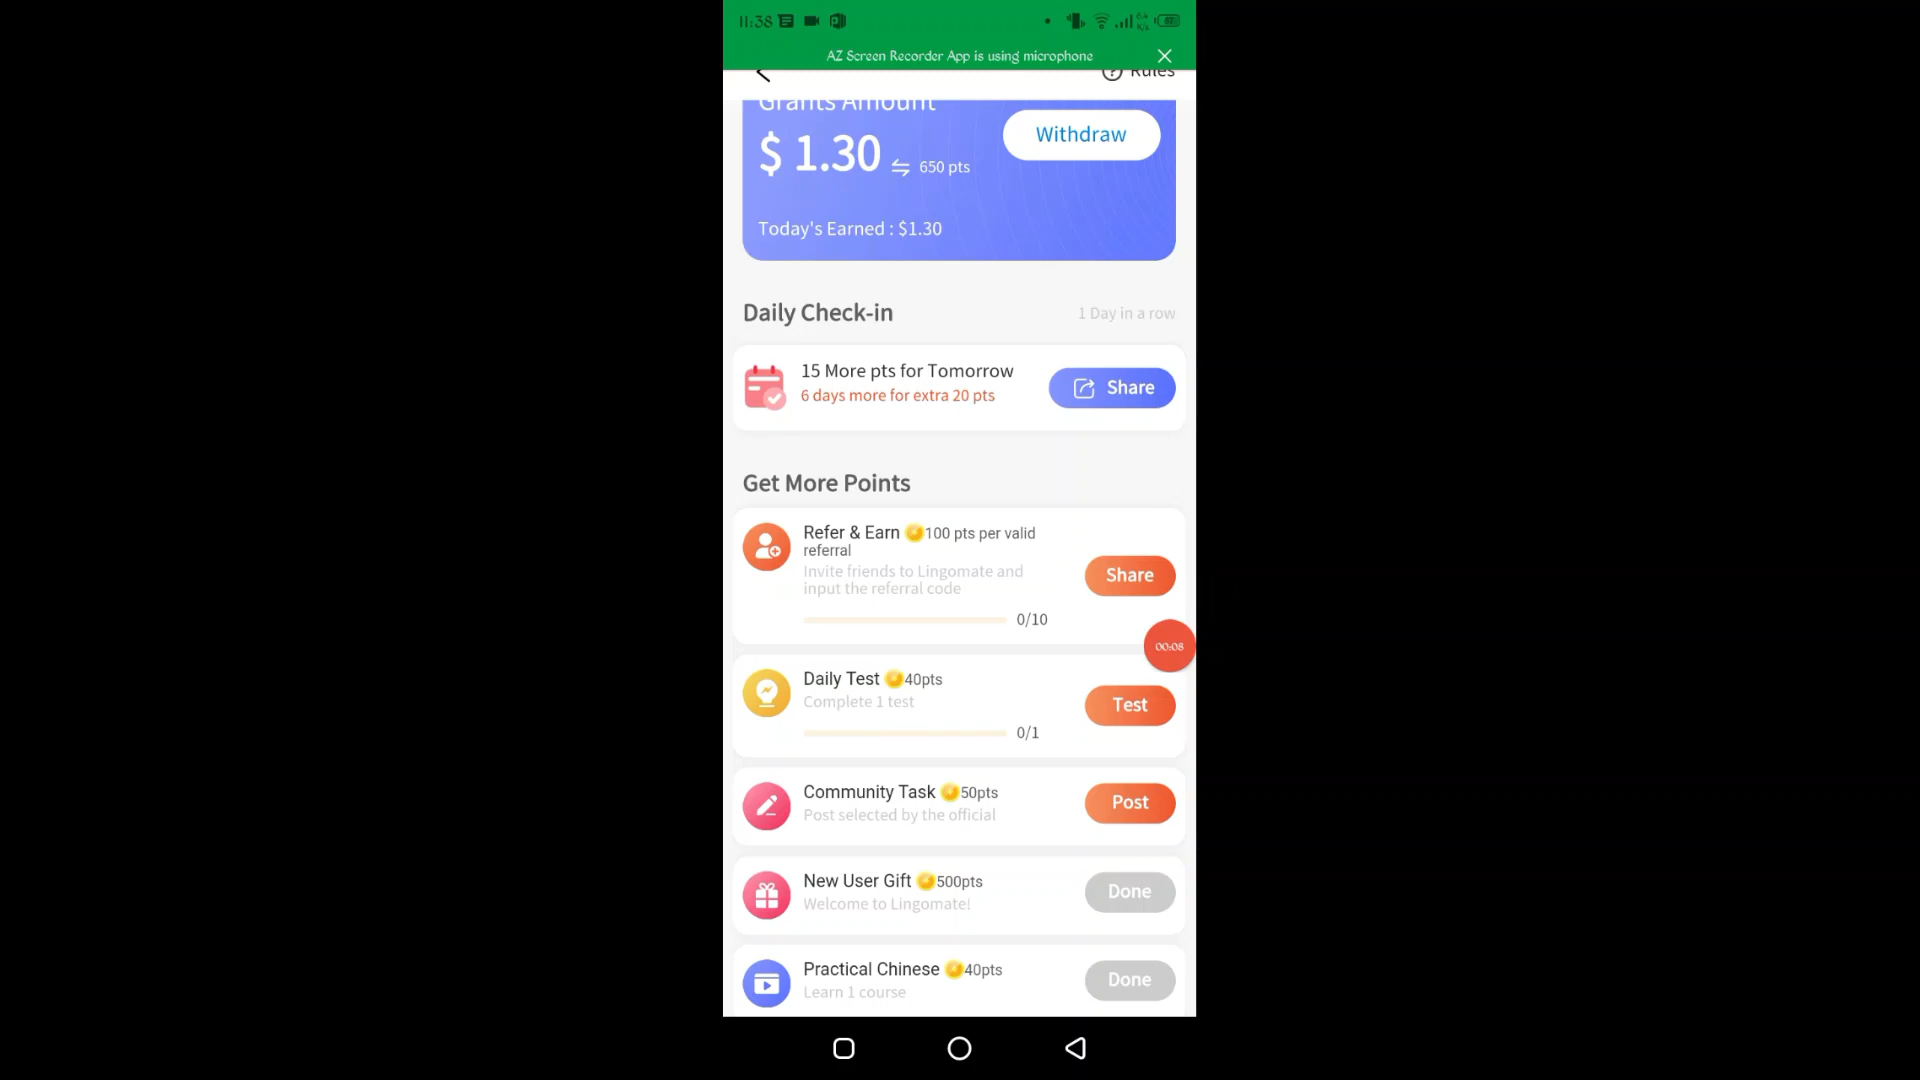 11:38
AZ Screen Recorder App is using microphone
Rules
Grants Amount
Withdraw
$ 1.30 650 pts
Today's Earned : $1.30
Daily Check-in
1 Day in a row
15 More pts for Tomorrow
6 days more for extra 20 pts
Share
Get More Points
Refer & Earn 100 pts per valid
referral
Invite friends to Lingomate and
input the referral code
Share
0/10
00:08
Daily Test 40pts
Complete 1 test
Test
0/1
Community Task 50pts
Post selected by the official
Post
New User Gift 500pts
Welcome to Lingomate!
Done
Practical Chinese 40pts
Learn 1 course
Done